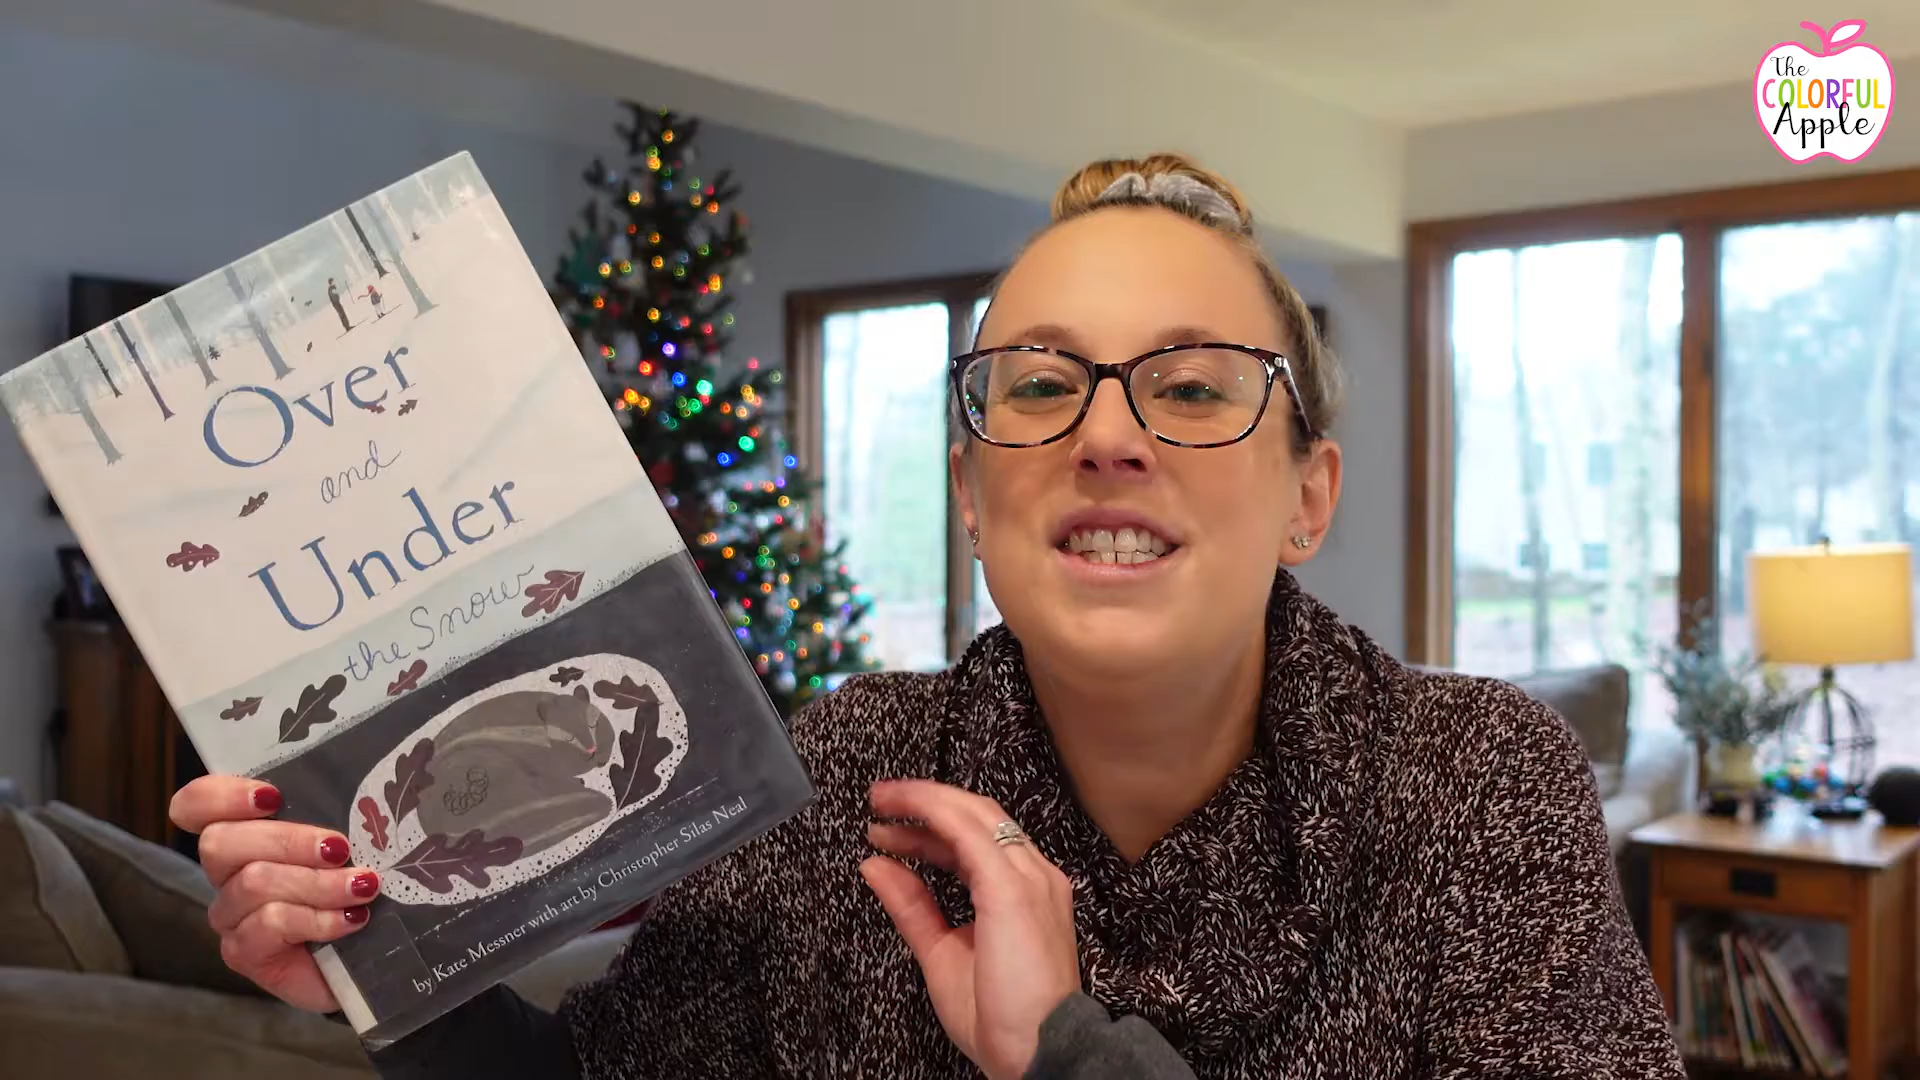 Over
and
Under
the Snow
by Kate Messner with art by Christopher Silas Neal
The
COLORFUL
Apple